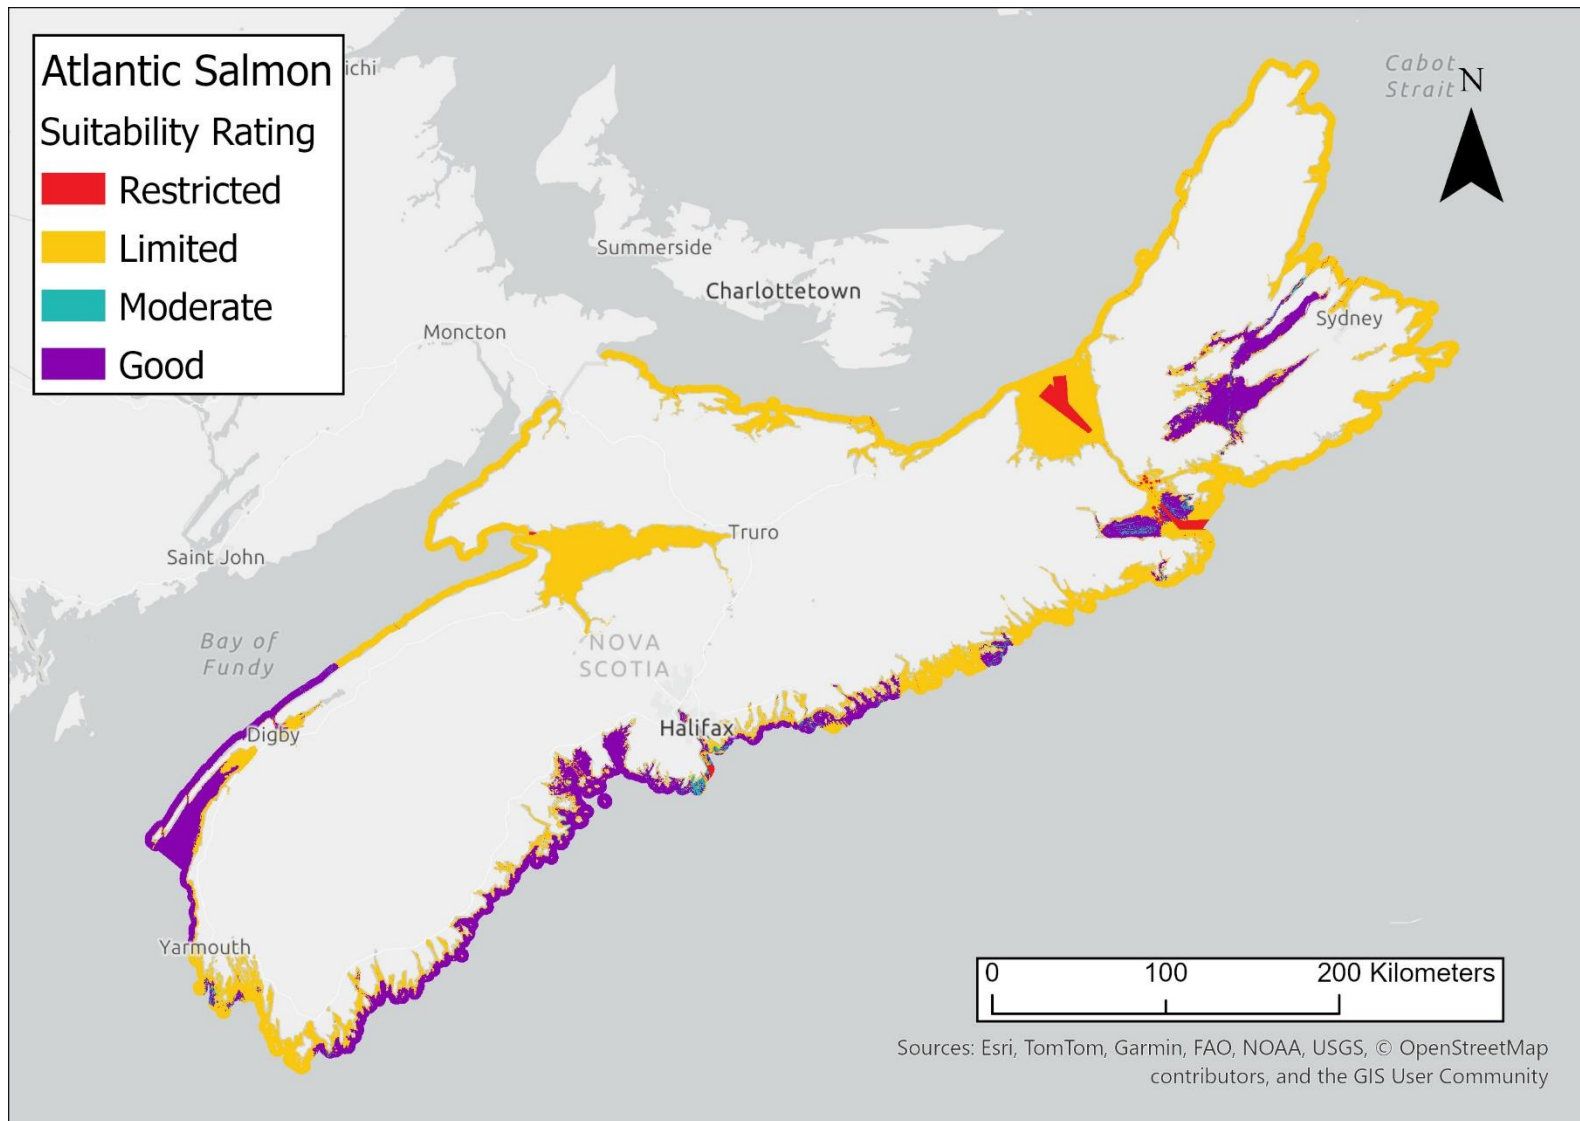 Atlantic Salmon
Suitability Rating
Restricted
Limited
Moderate
Good
ichi
Cabot
Strait
N
Summerside
Charlottetown
Moncton
Sydney
Truro
Saint John
Bay of
Fundy
NOVA
SCOTIA
Digby
Halifax
Yarmouth
0 100 200 Kilometers
Sources: Esri, TomTom, Garmin, FAO, NOAA, USGS, © OpenStreetMap
contributors, and the GIS User Community